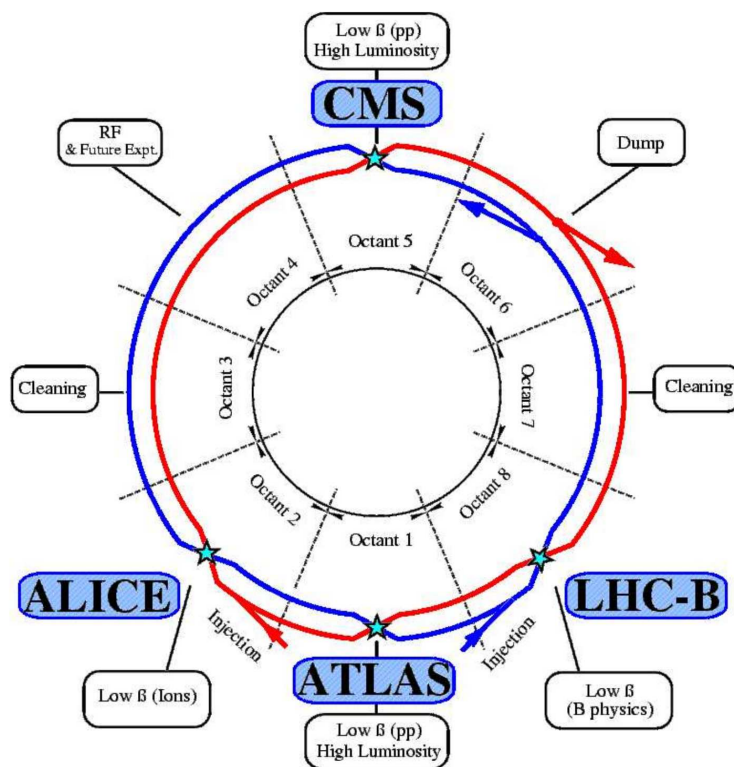 Low ß (pp)
High Luminosity
CMS
RF
& Future Expt.
Dump
Octant 5
Octant 4
Octant 6
Cleaning
Octant 3
Octant 7
Cleaning
Octant 2
Octant 8
Octant 1
ALICE
LHC-B
Injection
Injection
ATLAS
Low ß (Ions)
Low ß
(B physics)
Low ß (pp)
High Luminosity